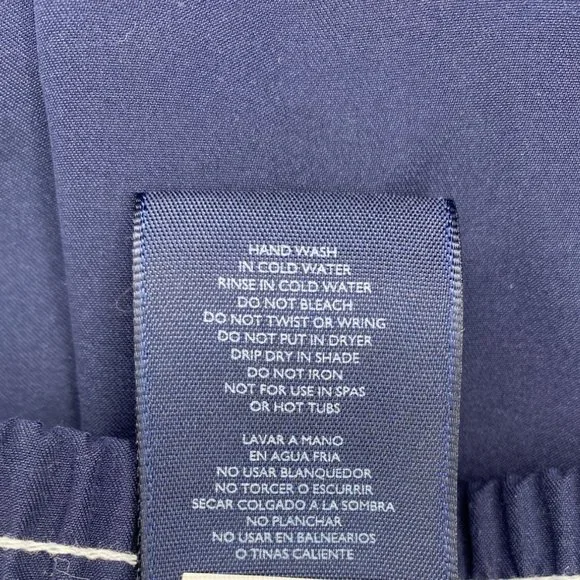 HAND WASH
IN COLD WATER
RINSE IN COLD WATER
DO NOT BLEACH
DO NOT TWIST OR WRING
DO NOT PUT IN DRYER
DRIP DRY IN SHADE
DO NOT IRON
NOT FOR USE IN SPAS
OR HOT TUBS
LAVAR A MANO
EN AGUA FRIA
NO USAR BLANQUEDOR
NO TORCER O ESCURRIR
SECAR COLGADO A LA SOMBRA
NO PLANCHAR
NO USAR EN BALNEARIOS
O TINAS CALIENTE